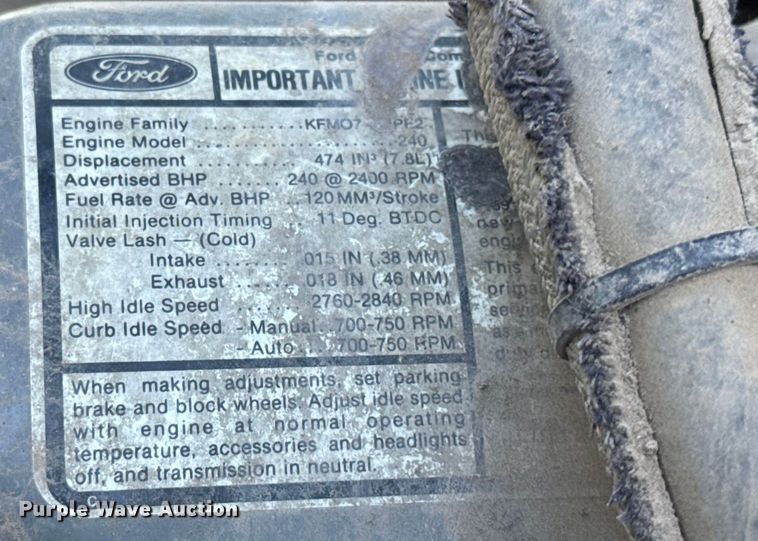 Ford
Ford
IMPORTANT
Engine Family
Engine Model 240
Displacement 474 IN³ (7.8L)
Advertised BHP 240 @ 2400 RPM
Fuel Rate @ Adv. BHP 120 MM³/Stroke
Initial Injection Timing 11 Deg. BTDC
Valve Lash — (Cold)
Intake .015 IN (.38 MM)
Exhaust .018 IN (.46 MM)
High Idle Speed 2760-2840 RPM
Curb Idle Speed - Manual 700-750 RPM
- Auto 700-750 RPM
When making adjustments, set parking
brake and block wheels. Adjust idle speed
with engine at normal operating
temperature, accessories and headlights
off, and transmission in neutral.
This
Purple Wave Auction